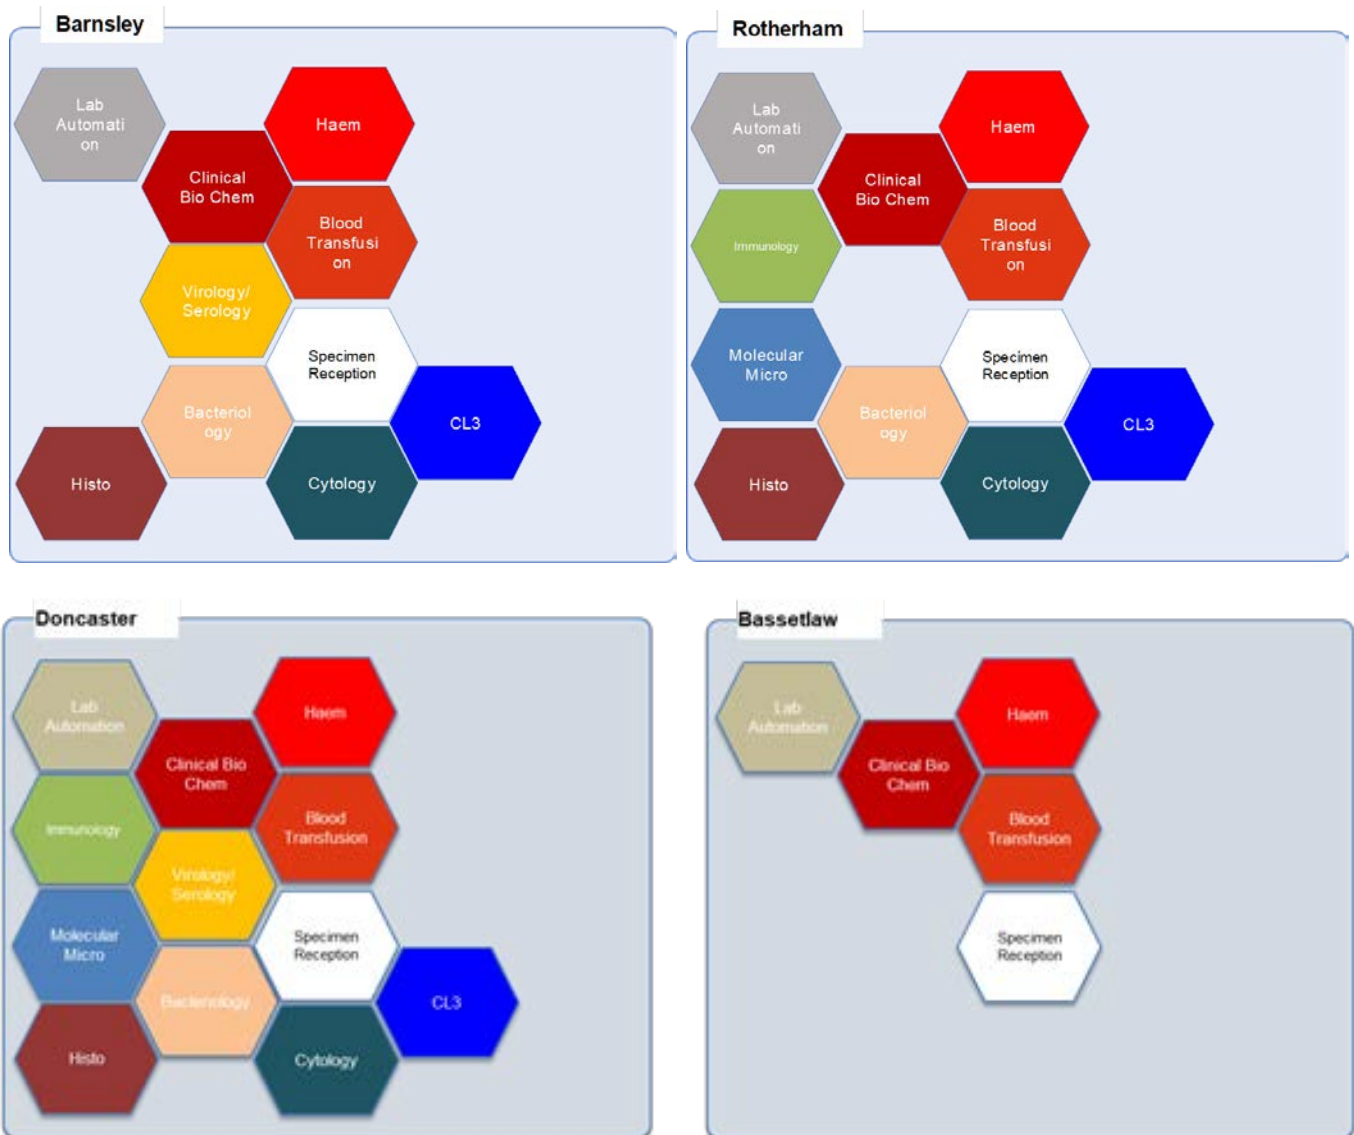 Barnsley
Lab
Automati
on
Haem
Clinical
Bio Chem
Blood
Transfusi
on
Virology/
Serology
Specimen
Reception
Bacteriol
ogy
CL3
Histo
Cytology
Rotherham
Lab
Automati
on
Haem
Clinical
Bio Chem
Immunology
Blood
Transfusi
on
Molecular
Micro
Specimen
Reception
Bacteriol
ogy
CL3
Histo
Cytology
Doncaster
Lab
Automation
Haem
Clinical Bio
Chem
Immunology
Blood
Transfusion
Virology/
Serology
Molecular
Micro
Specimen
Reception
Bacteriology
CL3
Histo
Cytology
Bassetlaw
Lab
Automation
Haem
Clinical Bio
Chem
Blood
Transfusion
Specimen
Reception